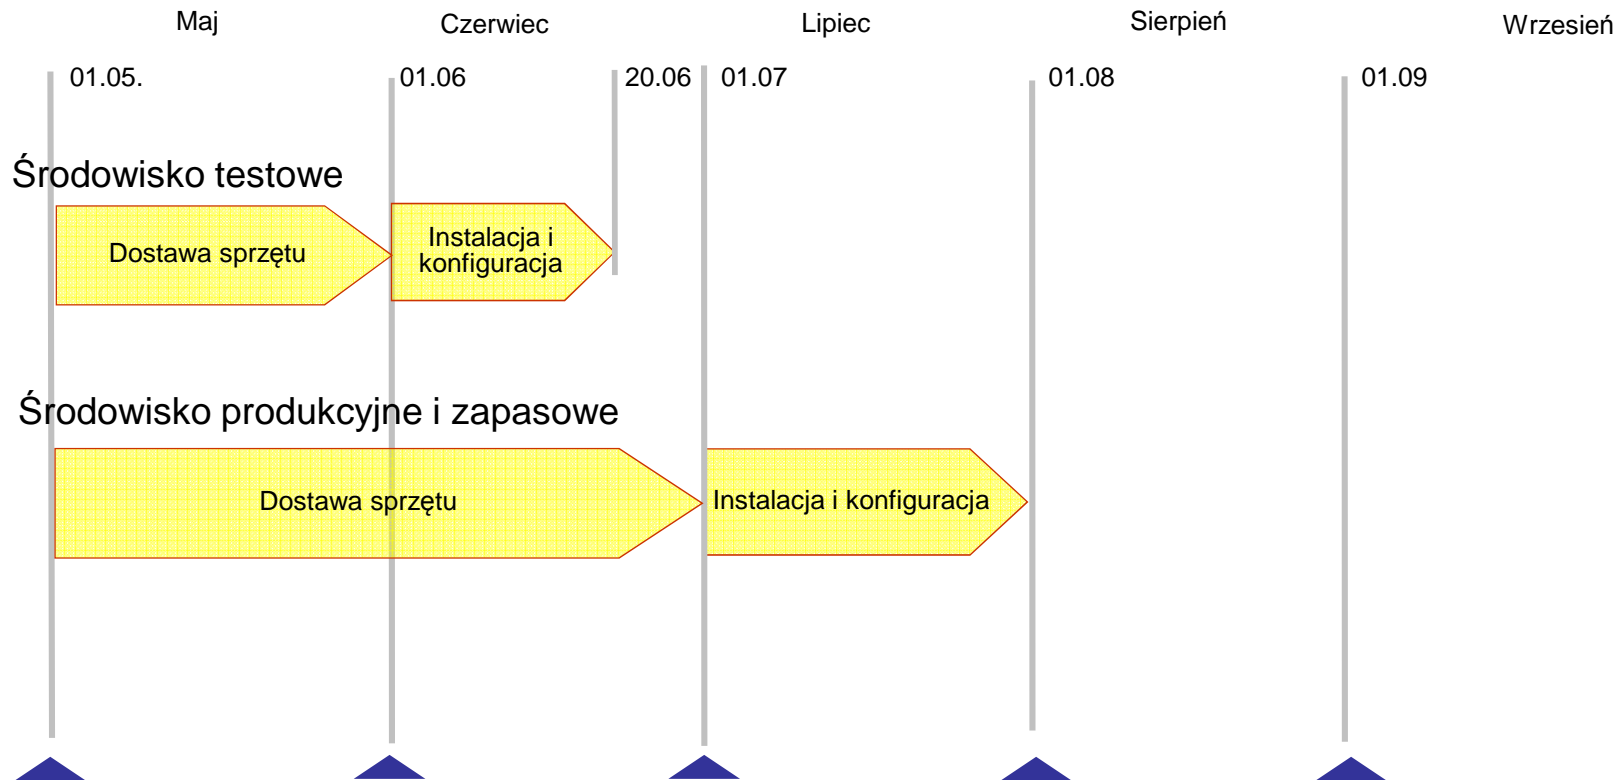 Maj
Czerwiec
Lipiec
Sierpień
Wrzesień
01.05.
01.06
20.06
01.07
01.08
01.09
Środowisko testowe
Dostawa sprzętu
Instalacja i
konfiguracja
Środowisko produkcyjne i zapasowe
Dostawa sprzętu
Instalacja i konfiguracja